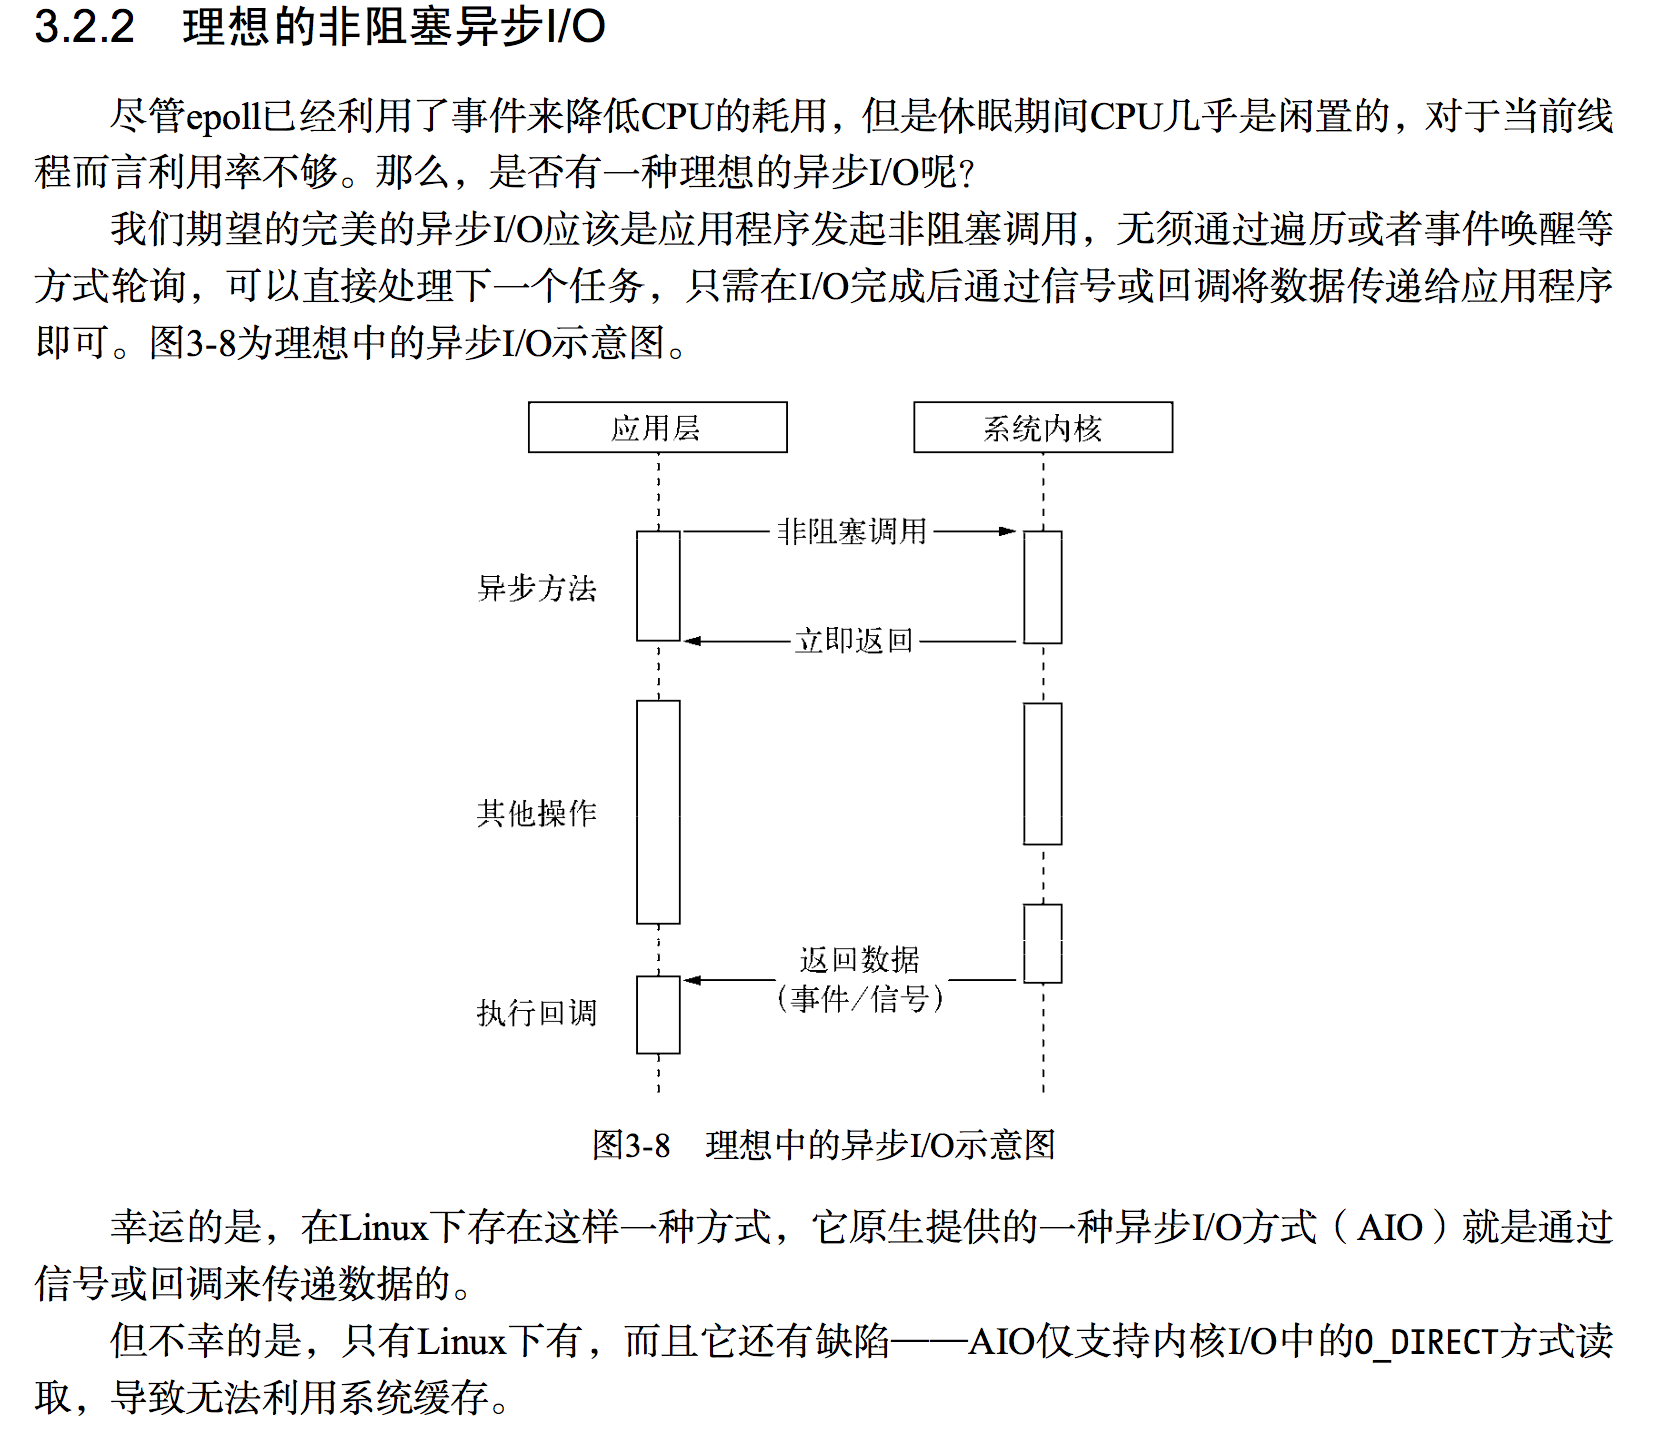 3.2.2 理想的非阻塞异步I/O
尽管epoll已经利用了事件来降低CPU的耗用，但是休眠期间CPU几乎是闲置的，对于当前线
程而言利用率不够。那么，是否有一种理想的异步I/O呢？
我们期望的完美的异步I/O应该是应用程序发起非阻塞调用，无须通过遍历或者事件唤醒等
方式轮询，可以直接处理下一个任务，只需在I/O完成后通过信号或回调将数据传递给应用程序
即可。图3-8为理想中的异步I/O示意图。
应用层
系统内核
非阻塞调用
异步方法
立即返回
其他操作
返回数据
（事件/信号）
执行回调
图3-8 理想中的异步I/O示意图
幸运的是，在Linux下存在这样一种方式，它原生提供的一种异步I/O方式（AIO）就是通过
信号或回调来传递数据的。
但不幸的是，只有Linux下有，而且它还有缺陷——AIO仅支持内核I/O中的O_DIRECT方式读
取，导致无法利用系统缓存。